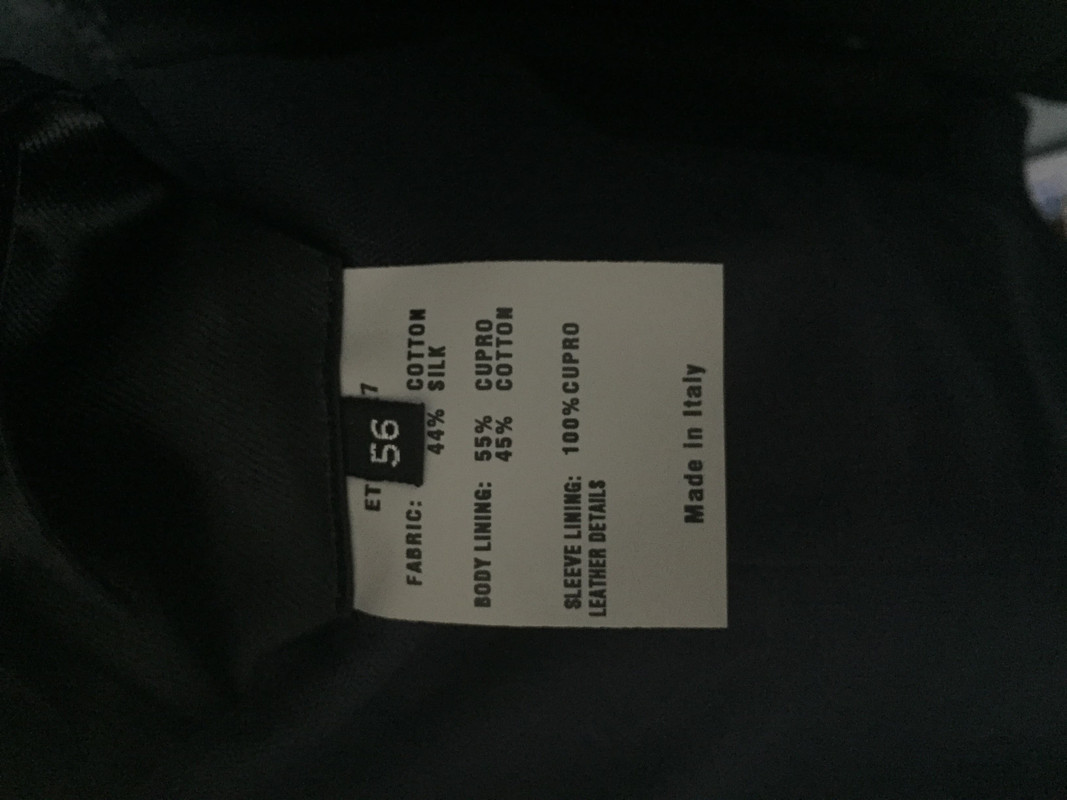 ET 7
56
FABRIC: COTTON
44% SILK
BODY LINING: 55% CUPRO
45% COTTON
SLEEVE LINING: 100% CUPRO
LEATHER DETAILS
Made in Italy